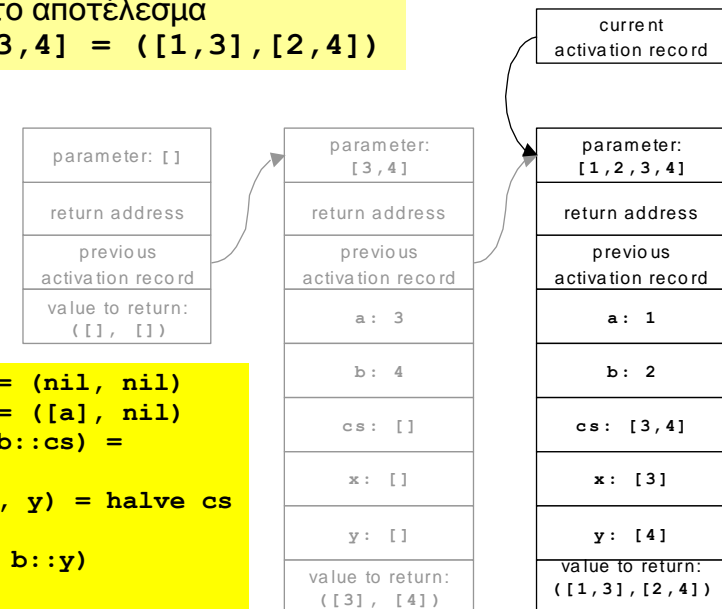 το αποτέλεσμα
3,4] = ([1,3],[2,4])
current
activation record
parameter: []
return address
previous
activation record
value to return:
([], [])
parameter:
[3,4]
return address
previous
activation record
a: 3
b: 4
cs: []
x: []
y: []
value to return:
([3], [4])
parameter:
[1,2,3,4]
return address
previous
activation record
a: 1
b: 2
cs: [3,4]
x: [3]
y: [4]
value to return:
([1,3],[2,4])
= (nil, nil)
= ([a], nil)
b::cs) =
, y) = halve cs
b::y)